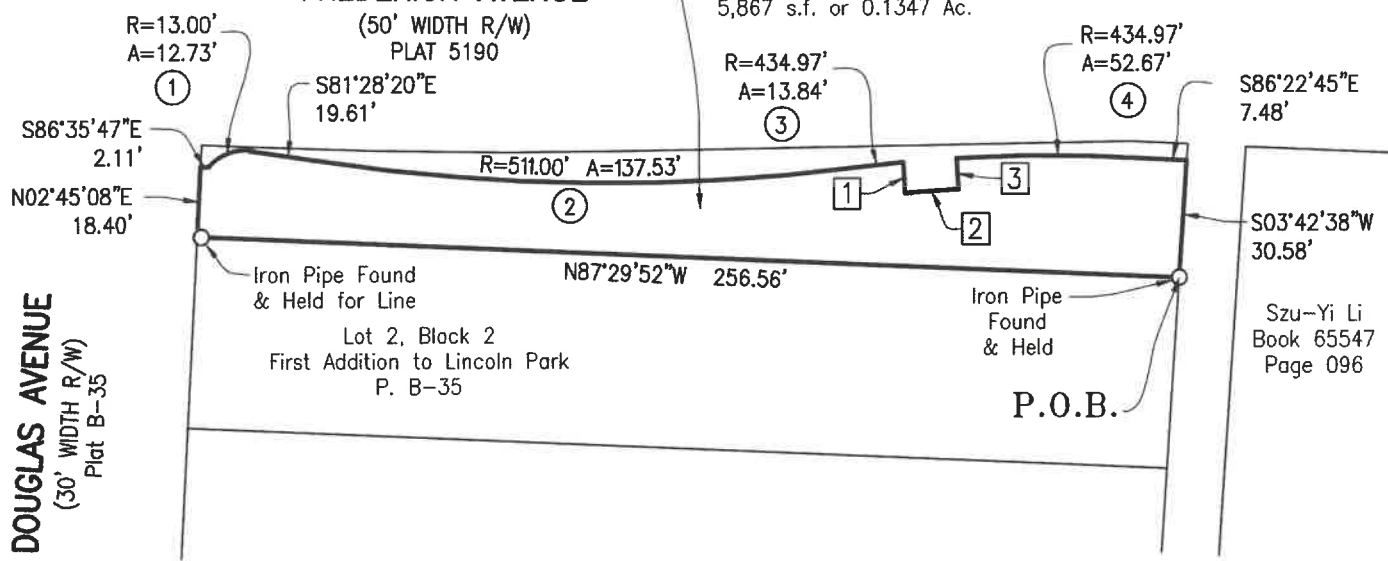 (50' WIDTH R/W)
PLAT 5190
5,867 s.f. or 0.1347 Ac.
R=13.00'
A=12.73'
1
S81°28'20"E
19.61'
R=434.97'
A=13.84'
3
R=434.97'
A=52.67'
4
S86°22'45"E
7.48'
S86°35'47"E
2.11'
N02°45'08"E
18.40'
R=511.00' A=137.53'
2
1
2
3
S03°42'38"W
30.58'
N87°29'52"W 256.56'
Iron Pipe Found
& Held for Line
Iron Pipe
Found
& Held
Lot 2, Block 2
First Addition to Lincoln Park
P. B-35
Szu-Yi Li
Book 65547
Page 096
P.O.B.
DOUGLAS AVENUE
(30' WIDTH R/W)
Plat B-35